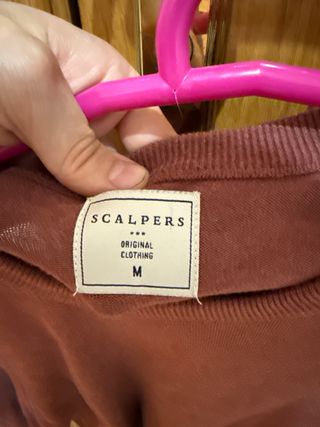 SCALPERS
***
ORIGINAL
CLOTHING
M